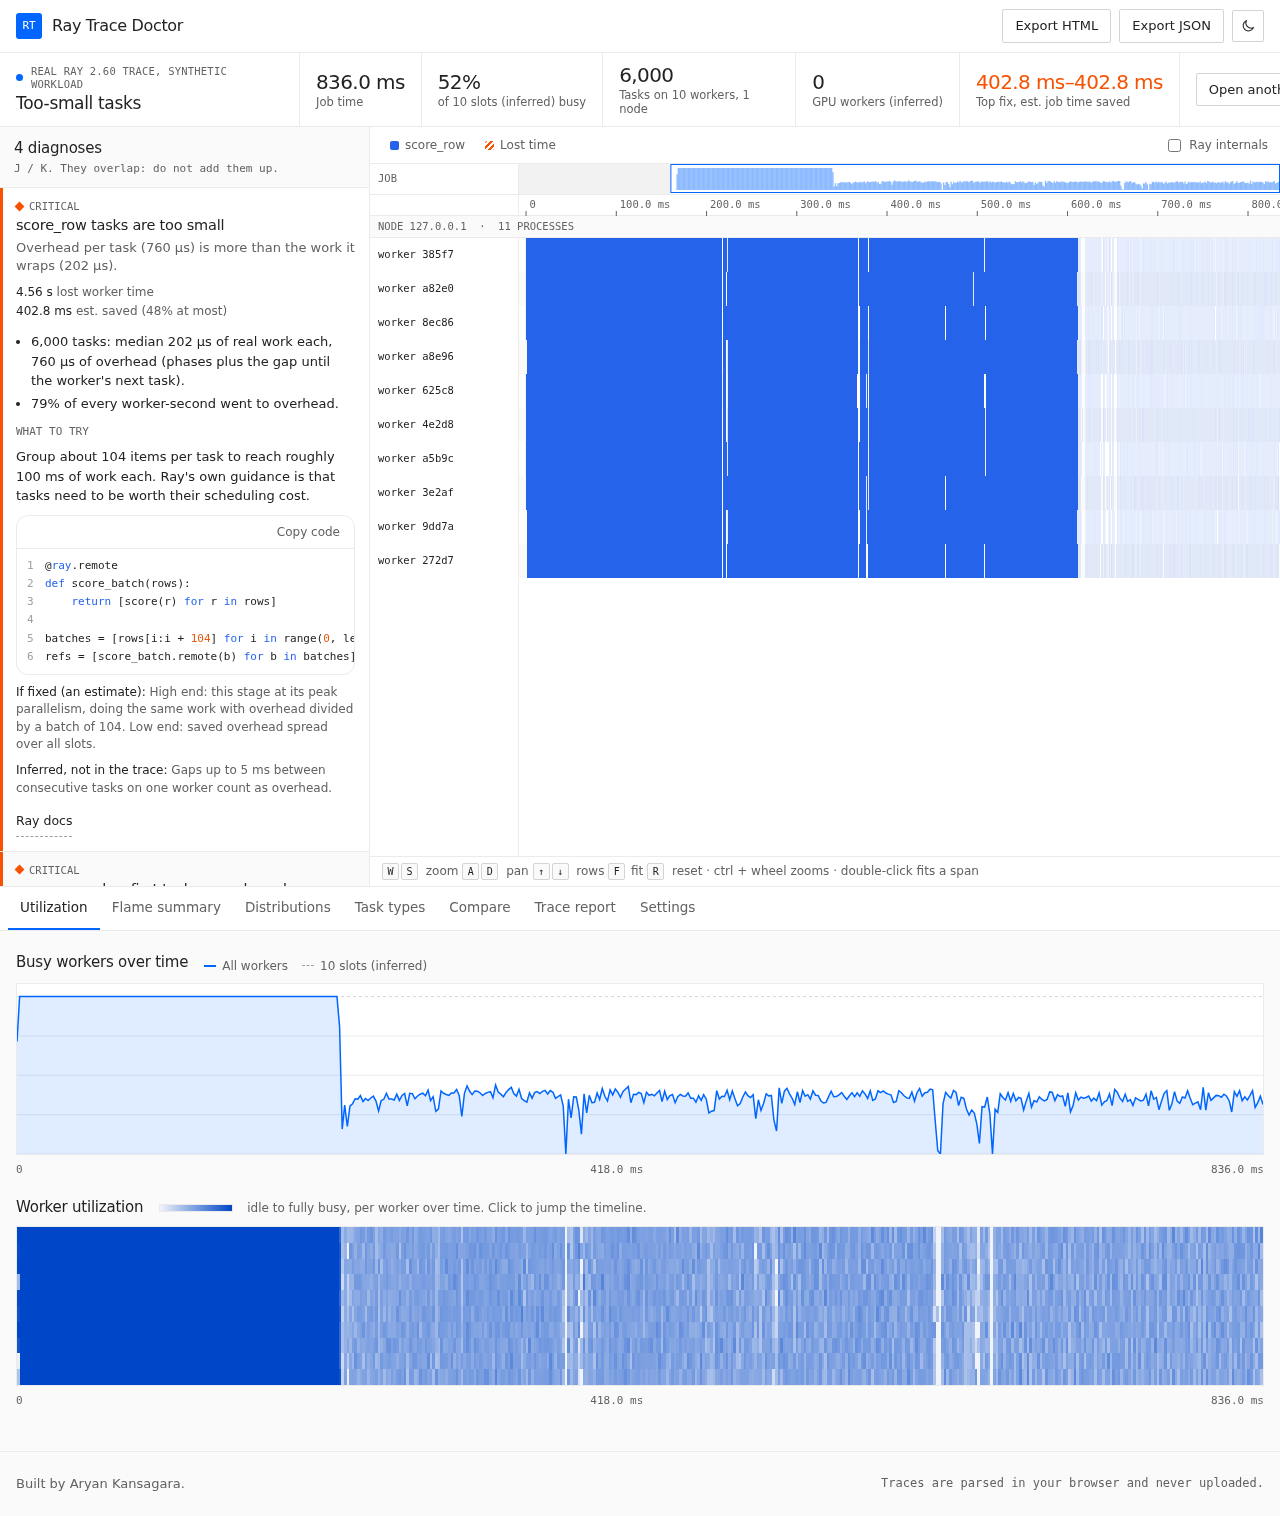 RT Ray Trace Doctor
Export HTML
Export JSON
REAL RAY 2.60 TRACE, SYNTHETIC
WORKLOAD
Too-small tasks
836.0 ms
Job time
52%
of 10 slots (inferred) busy
6,000
Tasks on 10 workers, 1
node
0
GPU workers (inferred)
402.8 ms–402.8 ms
Top fix, est. job time saved
Open anoth
4 diagnoses
J / K. They overlap: do not add them up.
CRITICAL
score_row tasks are too small
Overhead per task (760 µs) is more than the work it
wraps (202 µs).
4.56 s lost worker time
402.8 ms est. saved (48% at most)
• 6,000 tasks: median 202 µs of real work each,
760 µs of overhead (phases plus the gap until
the worker's next task).
• 79% of every worker-second went to overhead.
WHAT TO TRY
Group about 104 items per task to reach roughly
100 ms of work each. Ray's own guidance is that
tasks need to be worth their scheduling cost.
Copy code
1 @ray.remote
2 def score_batch(rows):
3     return [score(r) for r in rows]
4
5 batches = [rows[i:i + 104] for i in range(0, le
6 refs = [score_batch.remote(b) for b in batches]
If fixed (an estimate): High end: this stage at its peak
parallelism, doing the same work with overhead divided
by a batch of 104. Low end: saved overhead spread
over all slots.
Inferred, not in the trace: Gaps up to 5 ms between
consecutive tasks on one worker count as overhead.
Ray docs
CRITICAL
score_row
Lost time
Ray internals
JOB
0 100.0 ms 200.0 ms 300.0 ms 400.0 ms 500.0 ms 600.0 ms 700.0 ms 800.0
NODE 127.0.0.1 · 11 PROCESSES
worker 385f7
worker a82e0
worker 8ec86
worker a8e96
worker 625c8
worker 4e2d8
worker a5b9c
worker 3e2af
worker 9dd7a
worker 272d7
W S zoom A D pan ↑ ↓ rows F fit R reset · ctrl + wheel zooms · double-click fits a span
Utilization
Flame summary
Distributions
Task types
Compare
Trace report
Settings
Busy workers over time
All workers
10 slots (inferred)
0 418.0 ms 836.0 ms
Worker utilization
idle to fully busy, per worker over time. Click to jump the timeline.
0 418.0 ms 836.0 ms
Built by Aryan Kansagara.
Traces are parsed in your browser and never uploaded.